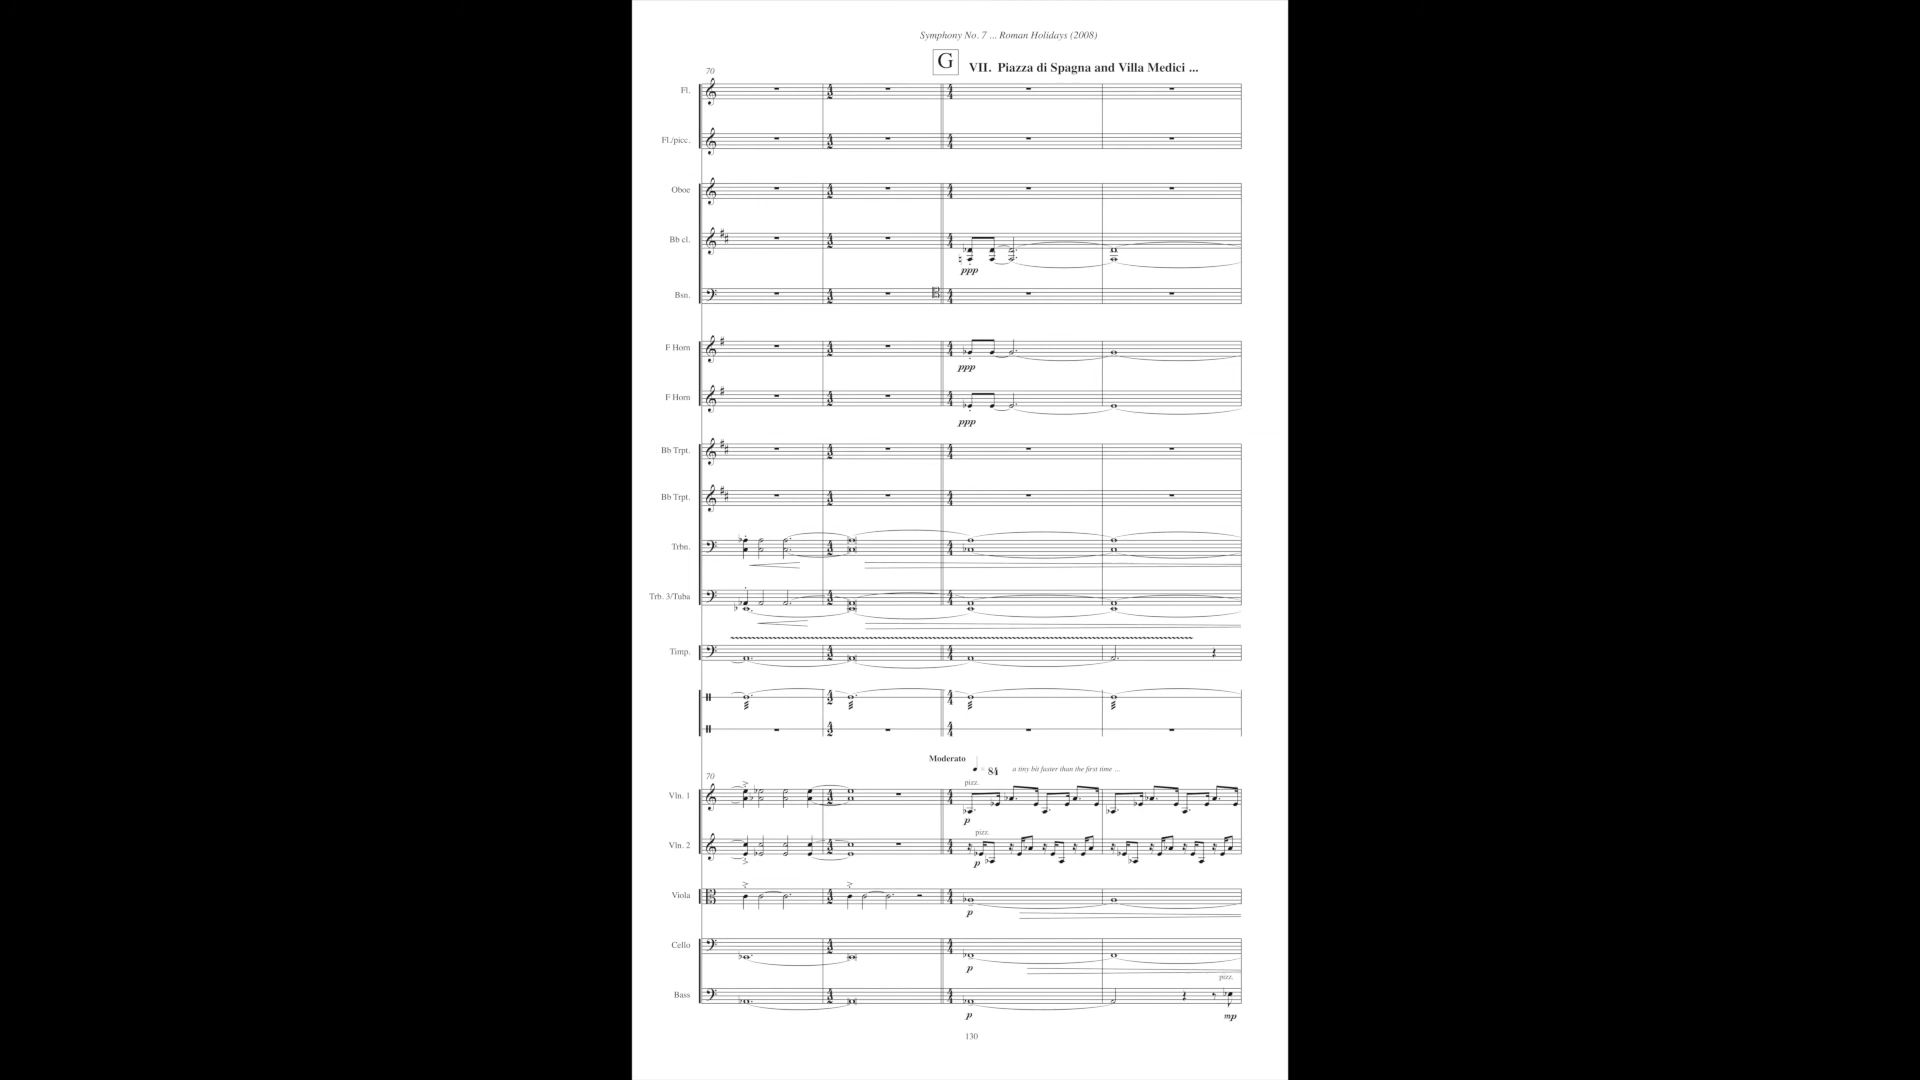 Symphony No. 7 ... Roman Holidays (2008)
G VII. Piazza di Spagna and Villa Medici ...
70
Fl.
Fl./picc.
Oboe
Bb cl.
ppp
Bsn.
F Horn
ppp
F Horn
ppp
Bb Trpt.
Bb Trpt.
Trbn.
Trb. 3/Tuba
Timp.
Moderato = 84 a tiny bit faster than the first time ...
70
pizz.
Vln. 1
p
pizz.
Vln. 2
p
Viola
p
Cello
p
pizz.
Bass
p mp
130